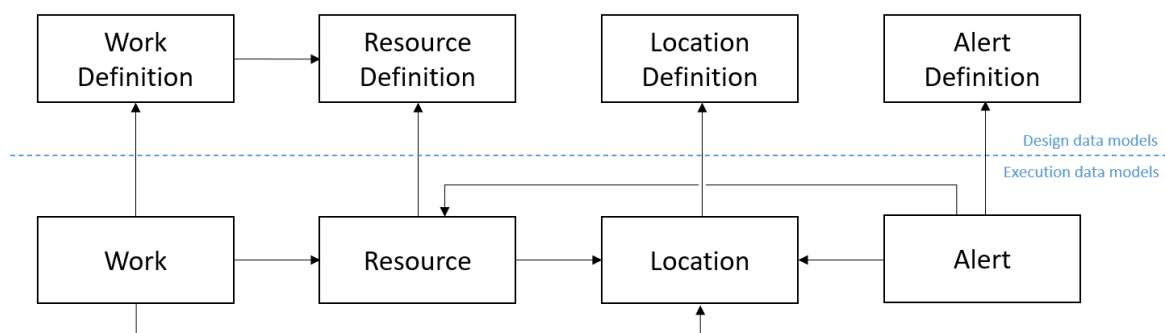 Work
Definition
Resource
Definition
Location
Definition
Alert
Definition
Design data models
Execution data models
Work
Resource
Location
Alert